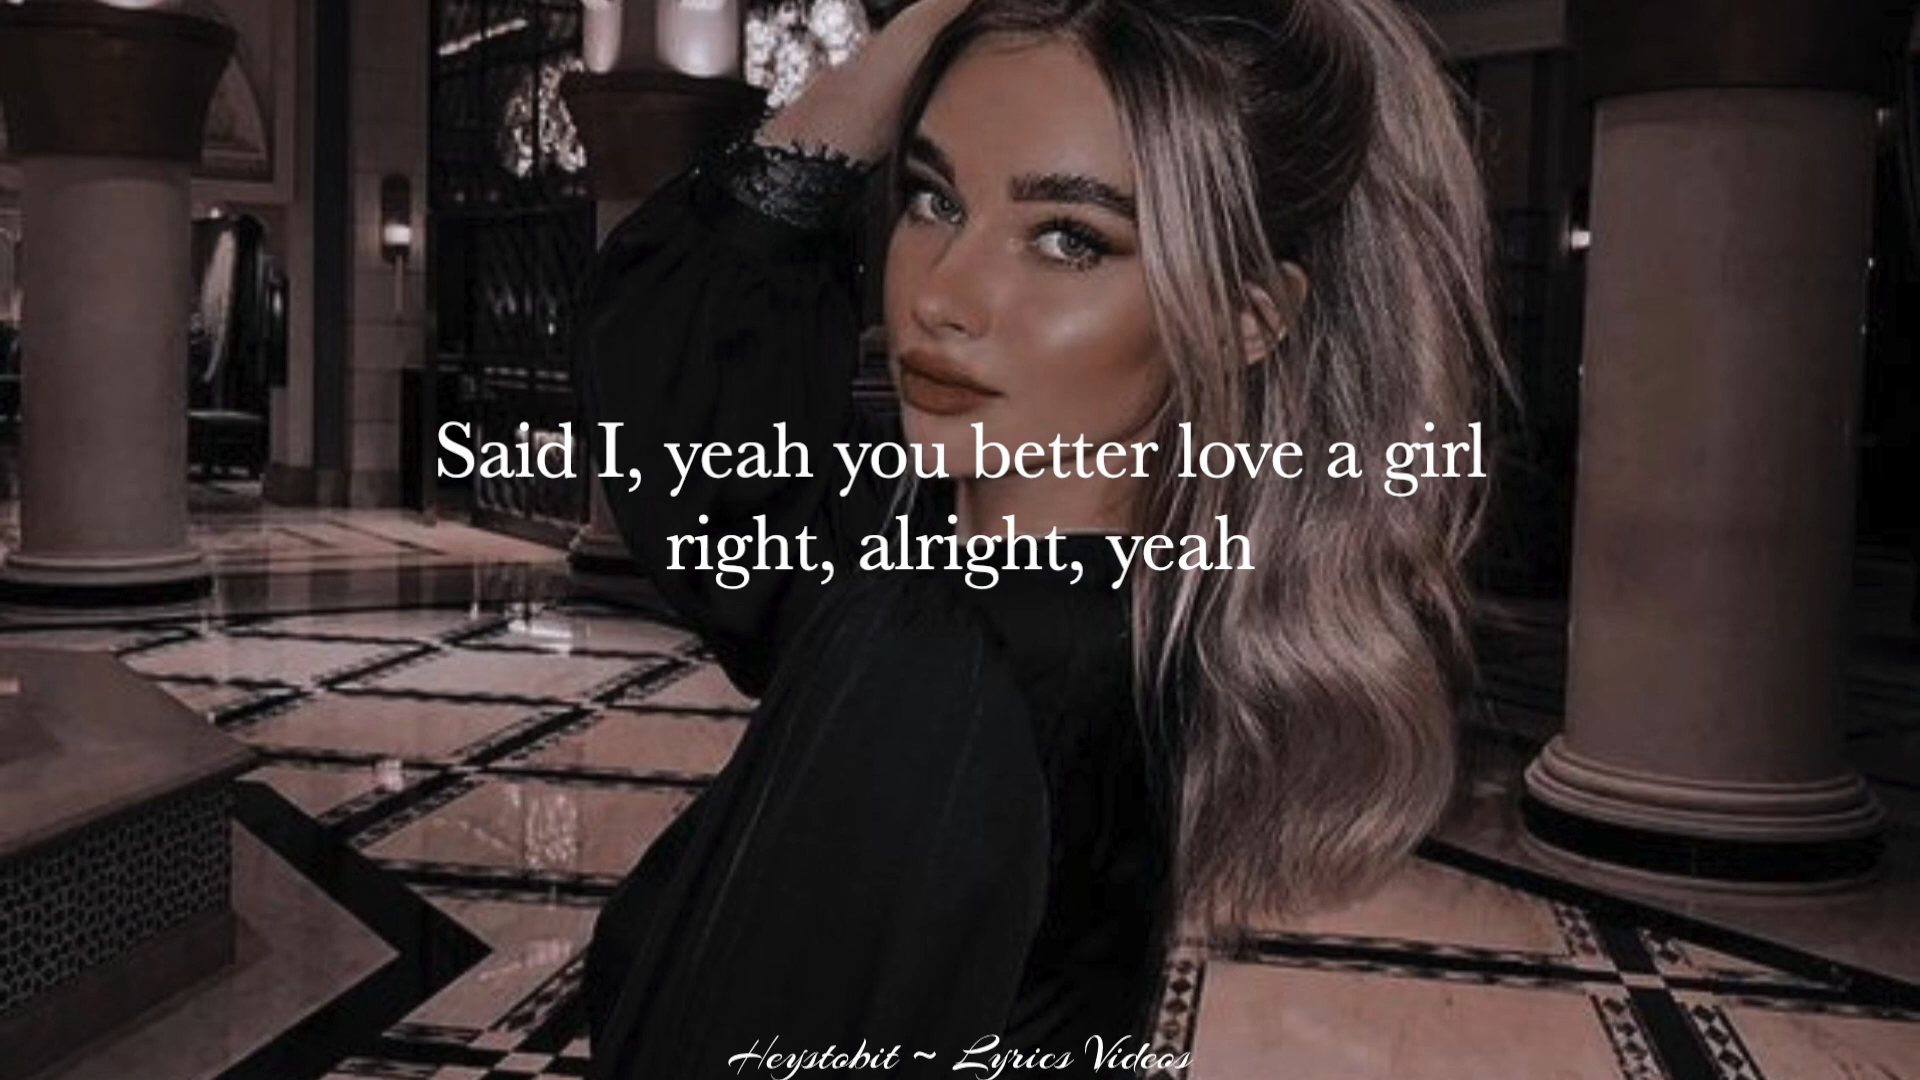 Said I, yeah you better love a girl
right, alright, yeah
Heystobit ~ Lyrics Videos